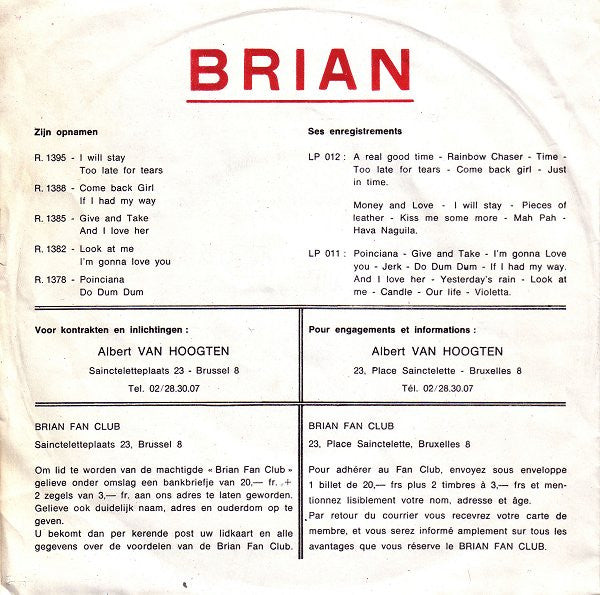 BRIAN
Zijn opnamen
R. 1395 - I will stay
Too late for tears
R. 1388 - Come back Girl
If I had my way
R. 1385 - Give and Take
And I love her
R. 1382 - Look at me
I'm gonna love you
R. 1378 - Poinciana
Do Dum Dum
Ses enregistrements
LP 012 : A real good time - Rainbow Chaser - Time -
Too late for tears - Come back girl - Just
in time.
Money and Love - I will stay - Pieces of
leather - Kiss me some more - Mah Pah -
Hava Naguila.
LP 011 : Poinciana - Give and Take - I'm gonna Love
you - Jerk - Do Dum Dum - If I had my way.
And I love her - Yesterday's rain - Look at
me - Candle - Our life - Violetta.
Voor kontrakten en inlichtingen :
Albert VAN HOOGTEN
Saincteletteplaats 23 - Brussel 8
Tel. 02/28.30.07
Pour engagements et informations :
Albert VAN HOOGTEN
23, Place Sainctelette - Bruxelles 8
Tél. 02/28.30.07
BRIAN FAN CLUB
Saincteletteplaats 23, Brussel 8
Om lid te worden van de machtigde « Brian Fan Club »
gelieve onder omslag een bankbriefje van 20,— fr. +
2 zegels van 3,— fr. aan ons adres te laten geworden.
Gelieve ook duidelijk naam, adres en ouderdom op te
geven.
U bekomt dan per kerende post uw lidkaart en alle
gegevens over de voordelen van de Brian Fan Club.
BRIAN FAN CLUB
23, Place Sainctelette, Bruxelles 8
Pour adhérer au Fan Club, envoyez sous enveloppe
1 billet de 20,— frs plus 2 timbres à 3,— frs et men-
tionnez lisiblement votre nom, adresse et âge.
Par retour du courrier vous recevrez votre carte de
membre, et vous serez informé amplement sur tous les
avantages que vous réserve le BRIAN FAN CLUB.